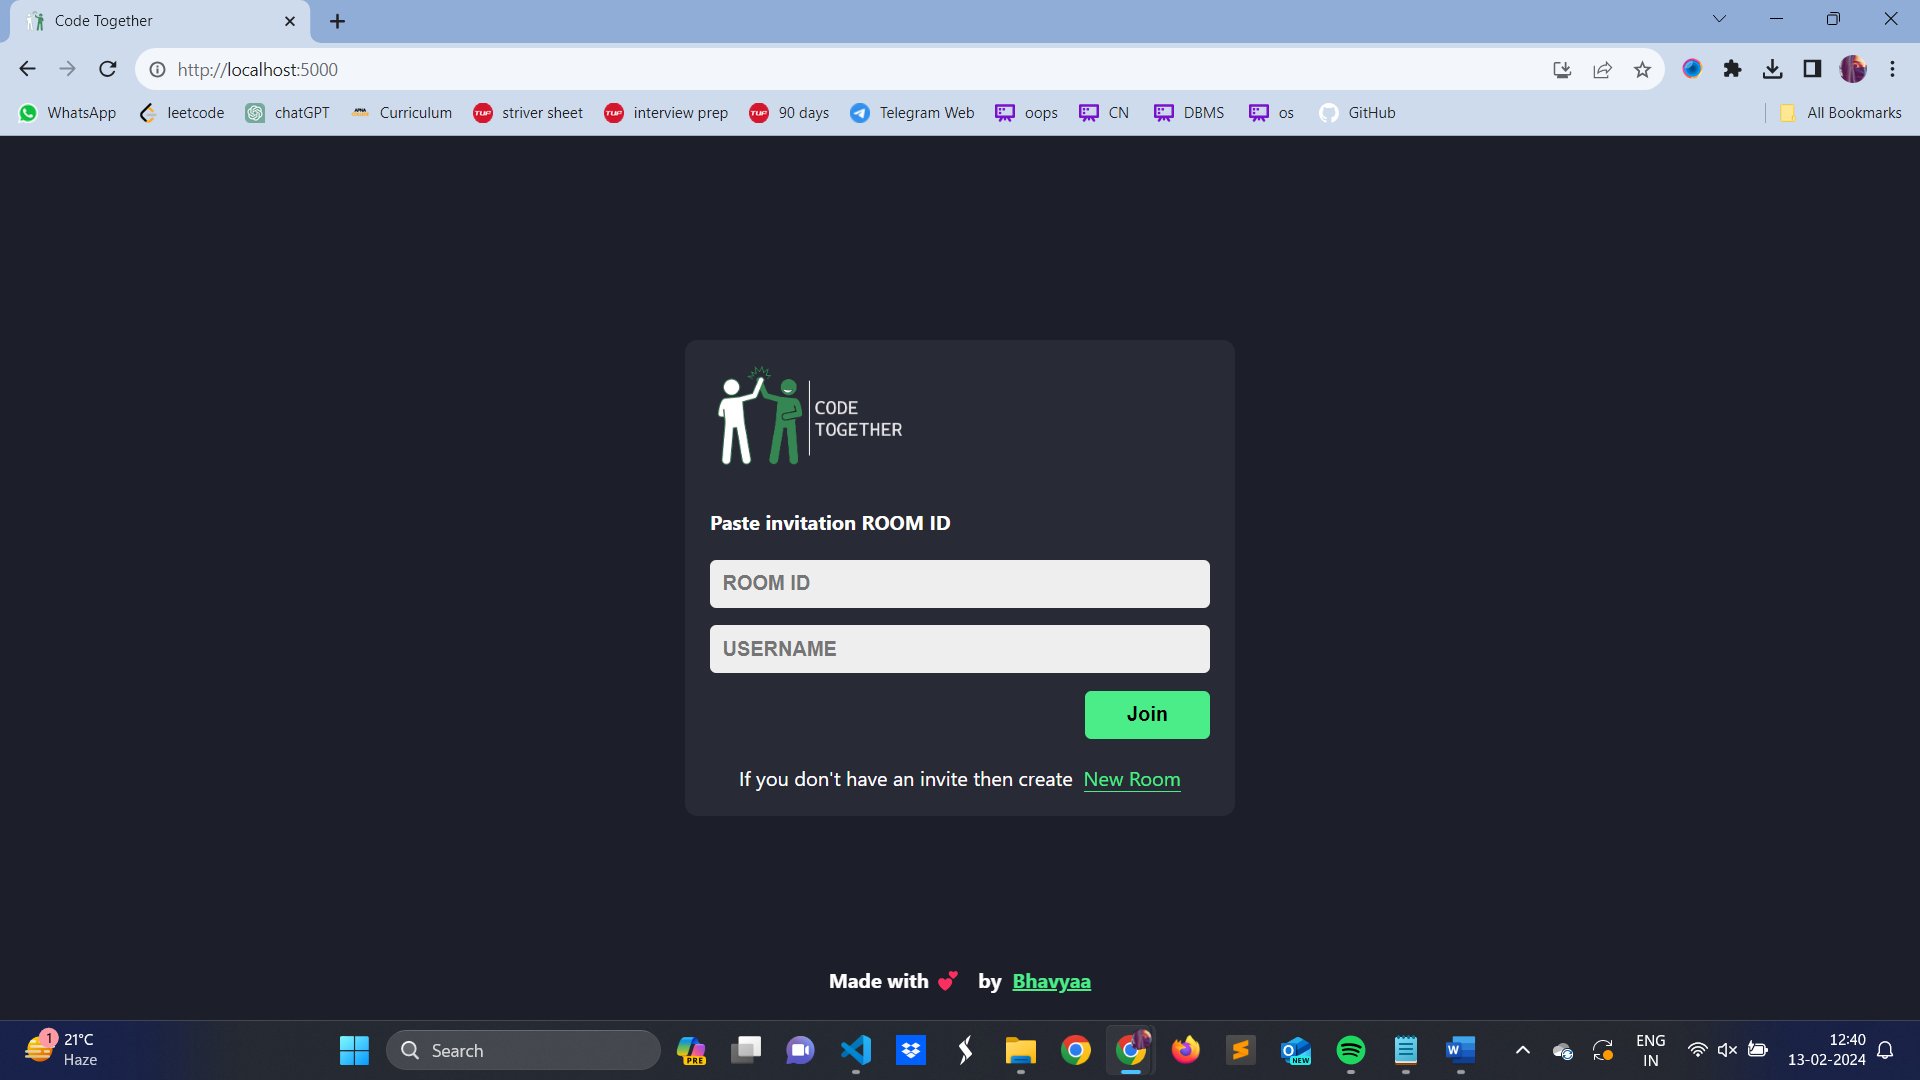 Code Together
http://localhost:5000
WhatsApp leetcode chatGPT Curriculum striver sheet interview prep 90 days Telegram Web oops CN DBMS os GitHub All Bookmarks
CODE
TOGETHER
Paste invitation ROOM ID
ROOM ID
USERNAME
Join
If you don't have an invite then create New Room
Made with 💕 by Bhavyaa
1
21°C
Haze
Search
PRE
NEW
ENG
IN
12:40
13-02-2024